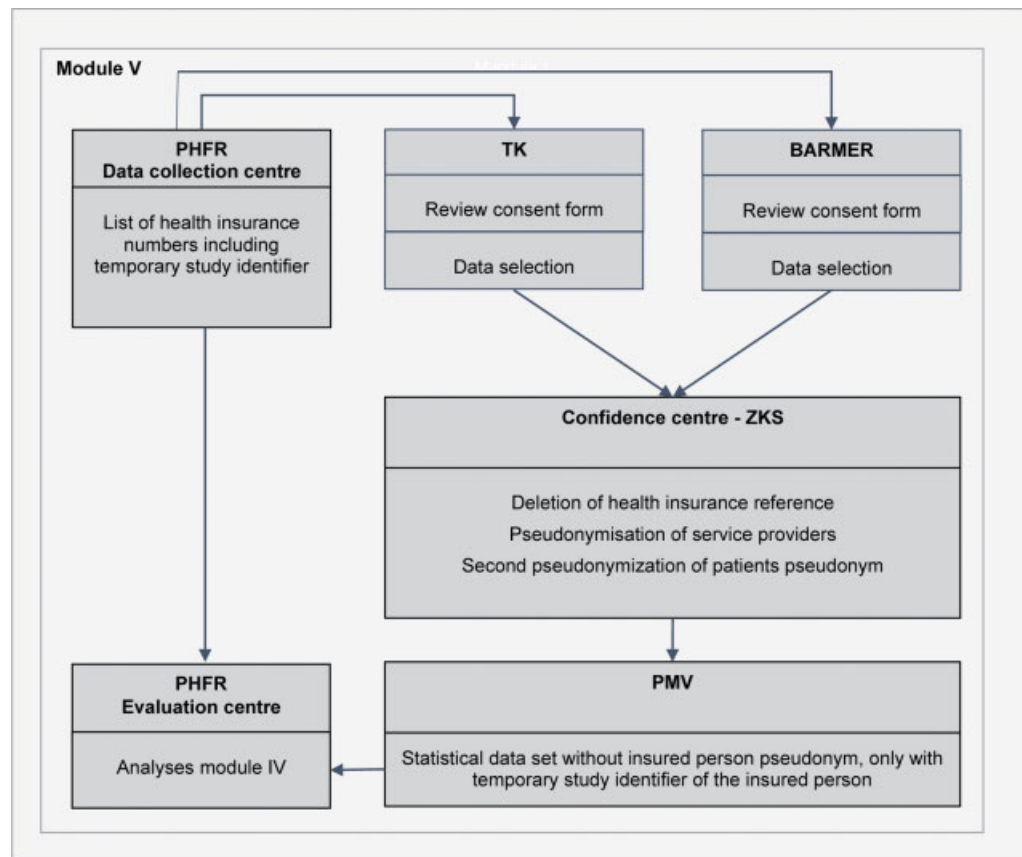 Module V
PHFR
Data collection centre
List of health insurance
numbers including
temporary study identifier
TK
Review consent form
Data selection
BARMER
Review consent form
Data selection
Confidence centre - ZKS
Deletion of health insurance reference
Pseudonymisation of service providers
Second pseudonymization of patients pseudonym
PHFR
Evaluation centre
Analyses module IV
PMV
Statistical data set without insured person pseudonym, only with
temporary study identifier of the insured person